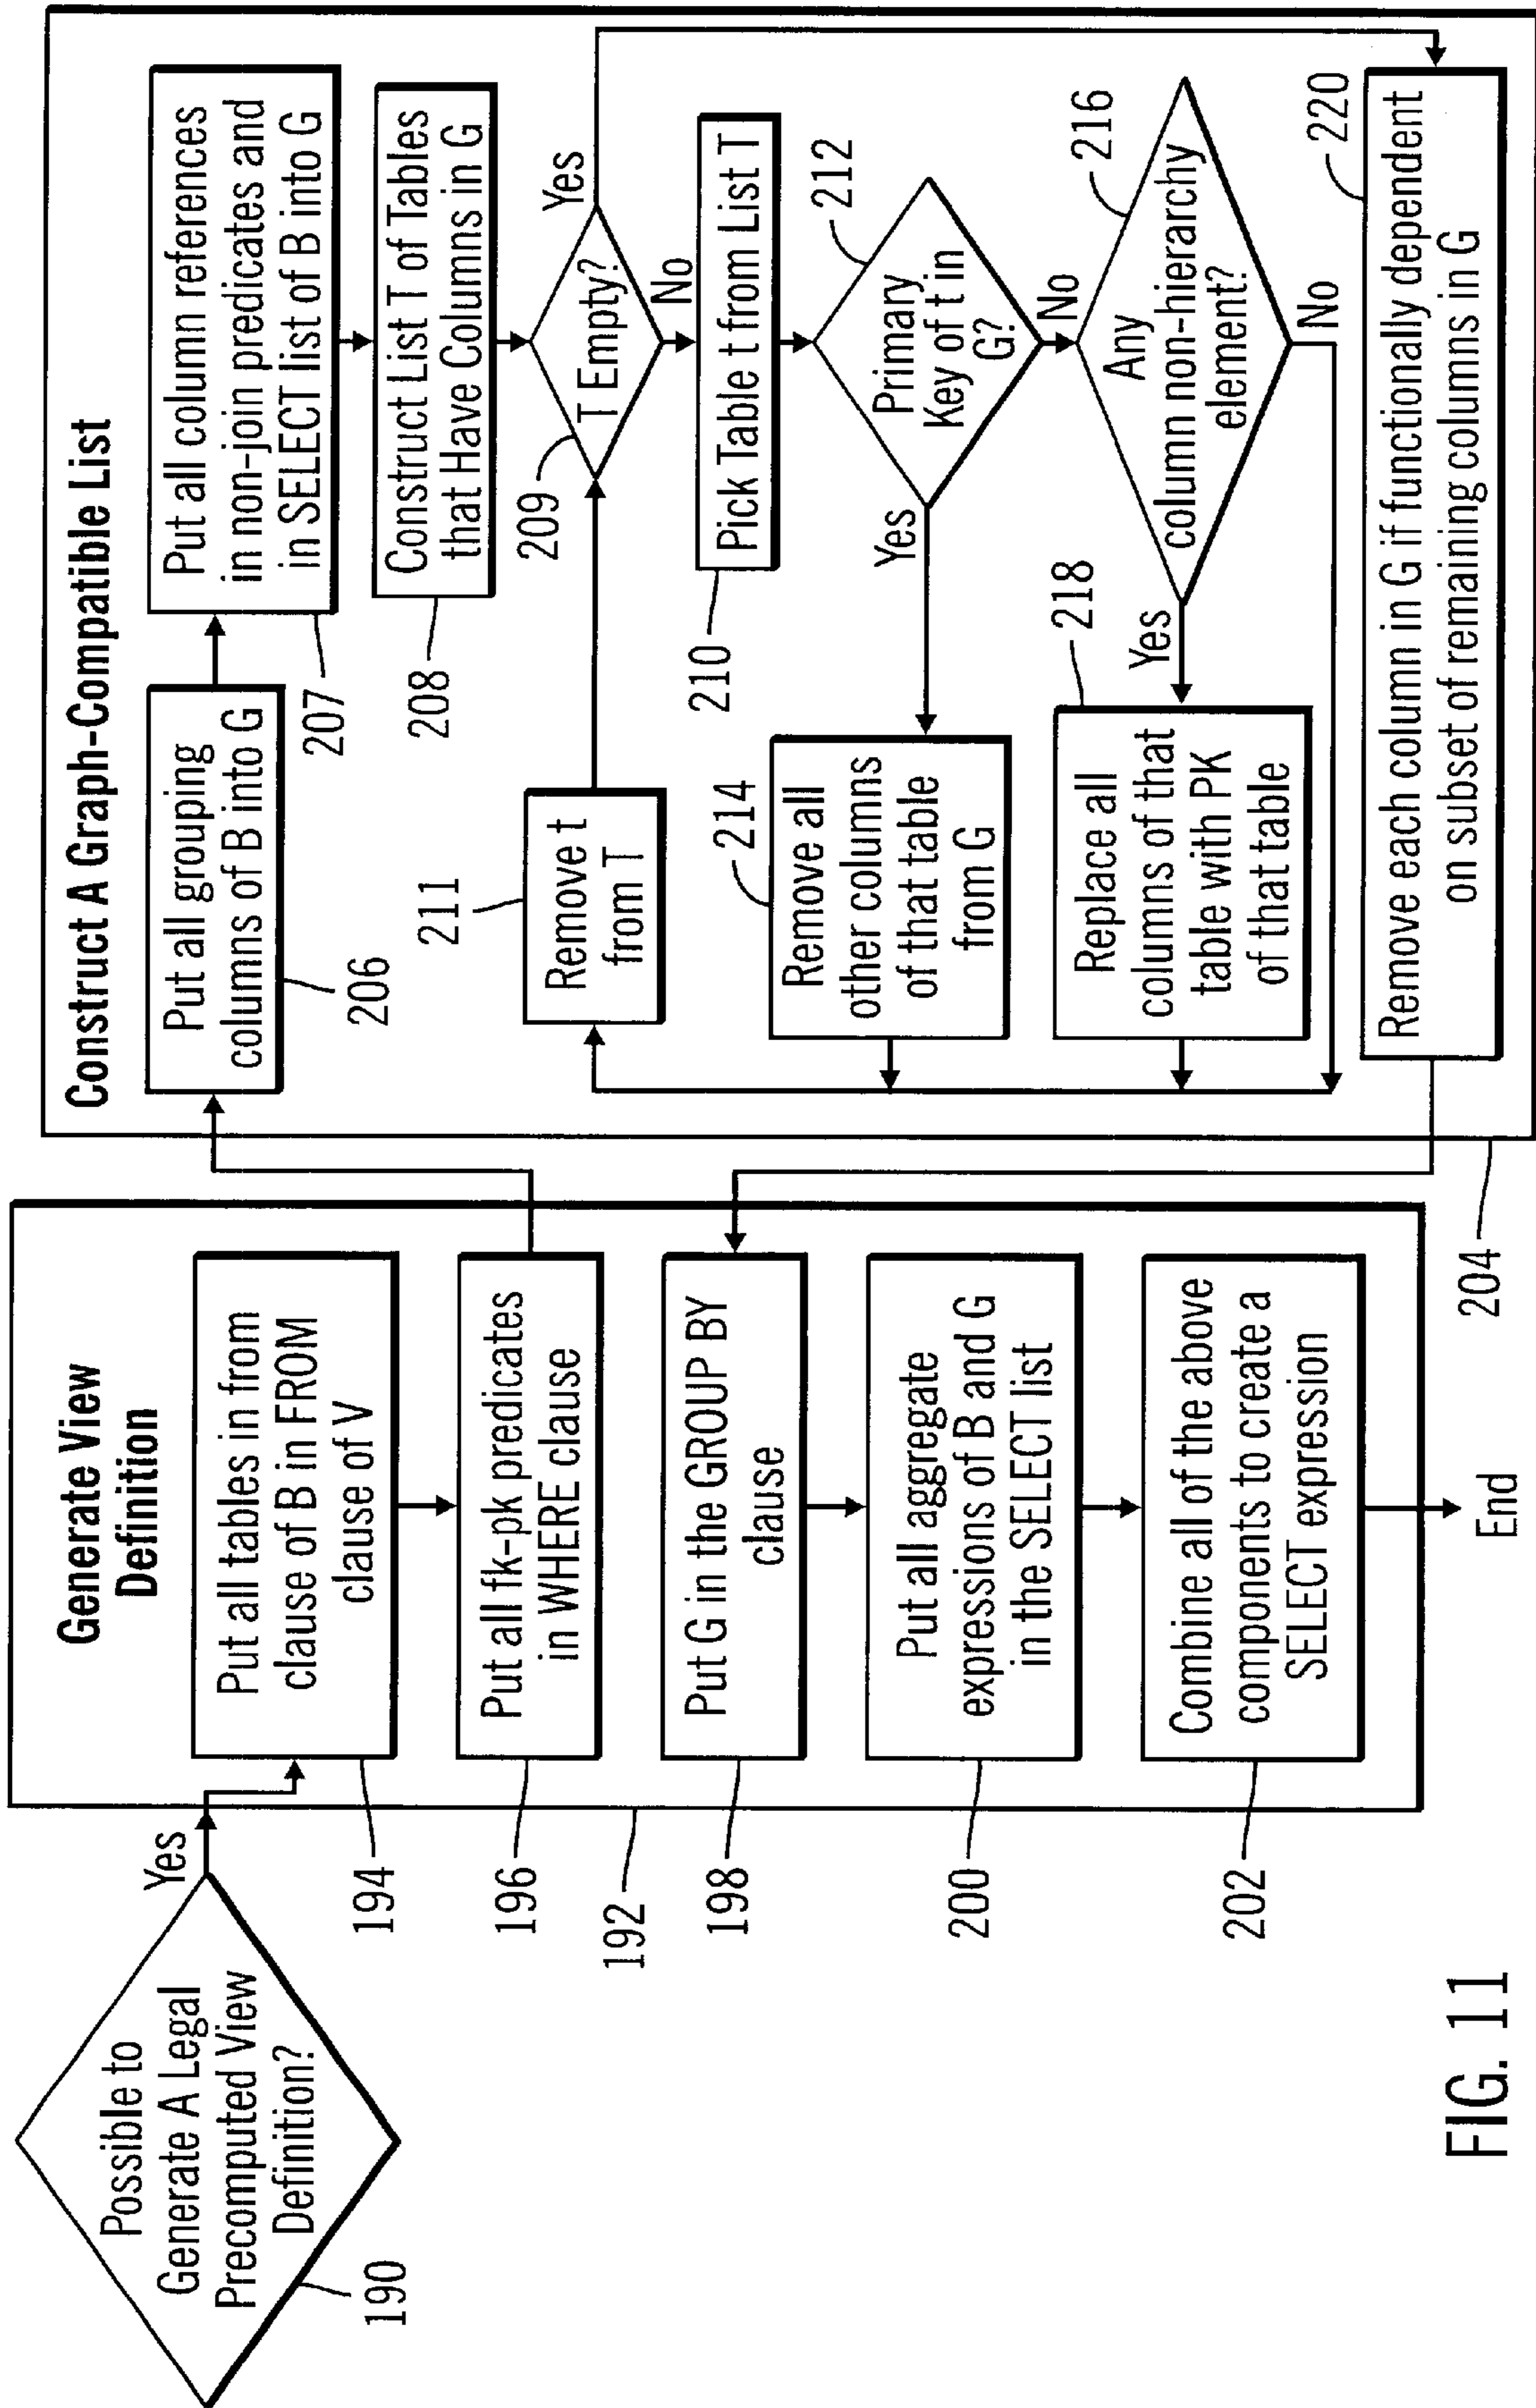 Possible to
Generate A Legal
Precomputed View
Definition?
190
Yes
Generate View
Definition
Put all tables in from
clause of B in FROM
clause of V
194
Put all fk-pk predicates
in WHERE clause
196
192
Put G in the GROUP BY
clause
198
Put all aggregate
expressions of B and G
in the SELECT list
200
Combine all of the above
components to create a
SELECT expression
202
End
Construct A Graph-Compatible List
Put all grouping
columns of B into G
206
Put all column references
in non-join predicates and
in SELECT list of B into G
207
Construct List T of Tables
that Have Columns in G
208
T Empty?
209
Yes
No
Remove t
from T
211
Pick Table t from List T
210
Primary
Key of t in
G?
212
Yes
No
Remove all
other columns
of that table
from G
214
Any
column non-hierarchy
element?
216
Yes
No
Replace all
columns of that
table with PK
of that table
218
Remove each column in G if functionally dependent
on subset of remaining columns in G
220
204
FIG. 11